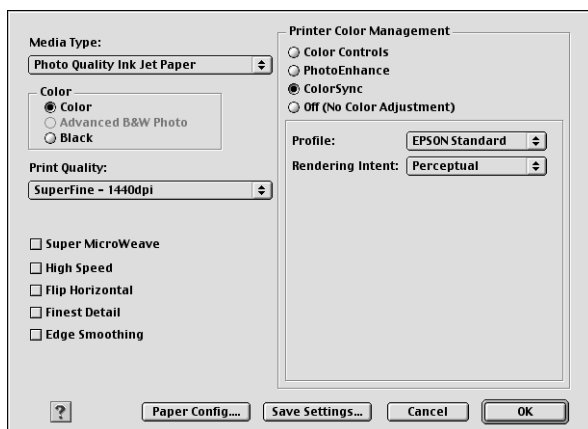 Media Type:
Photo Quality Ink Jet Paper
Color
Color
Advanced B&W Photo
Black
Print Quality:
SuperFine - 1440dpi
Super MicroWeave
High Speed
Flip Horizontal
Finest Detail
Edge Smoothing
Printer Color Management
Color Controls
PhotoEnhance
ColorSync
Off (No Color Adjustment)
Profile: EPSON Standard
Rendering Intent: Perceptual
? Paper Config.... Save Settings... Cancel OK